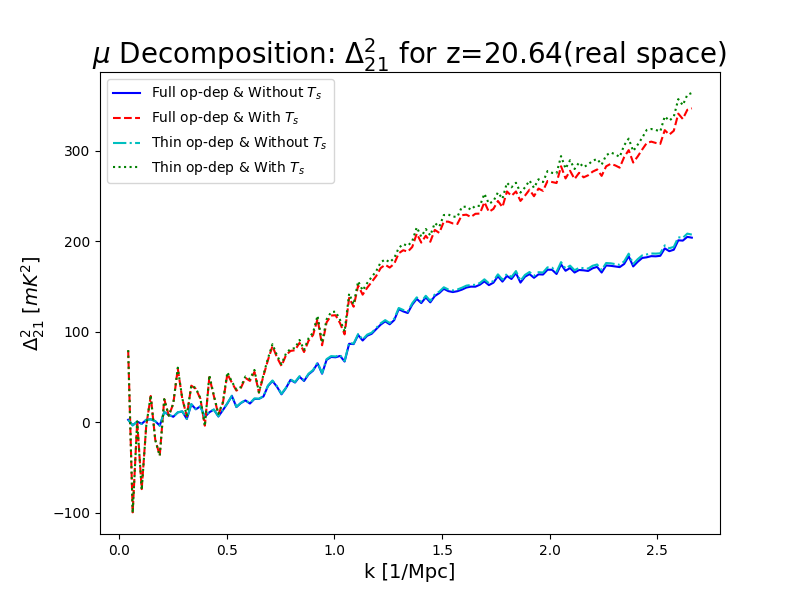 μ Decomposition: Δ²₂₁ for z=20.64(real space)
Full op-dep & Without Tₛ
Full op-dep & With Tₛ
Thin op-dep & Without Tₛ
Thin op-dep & With Tₛ
300
200
100
0
−100
Δ²₂₁ [mK²]
0.0 0.5 1.0 1.5 2.0 2.5
k [1/Mpc]